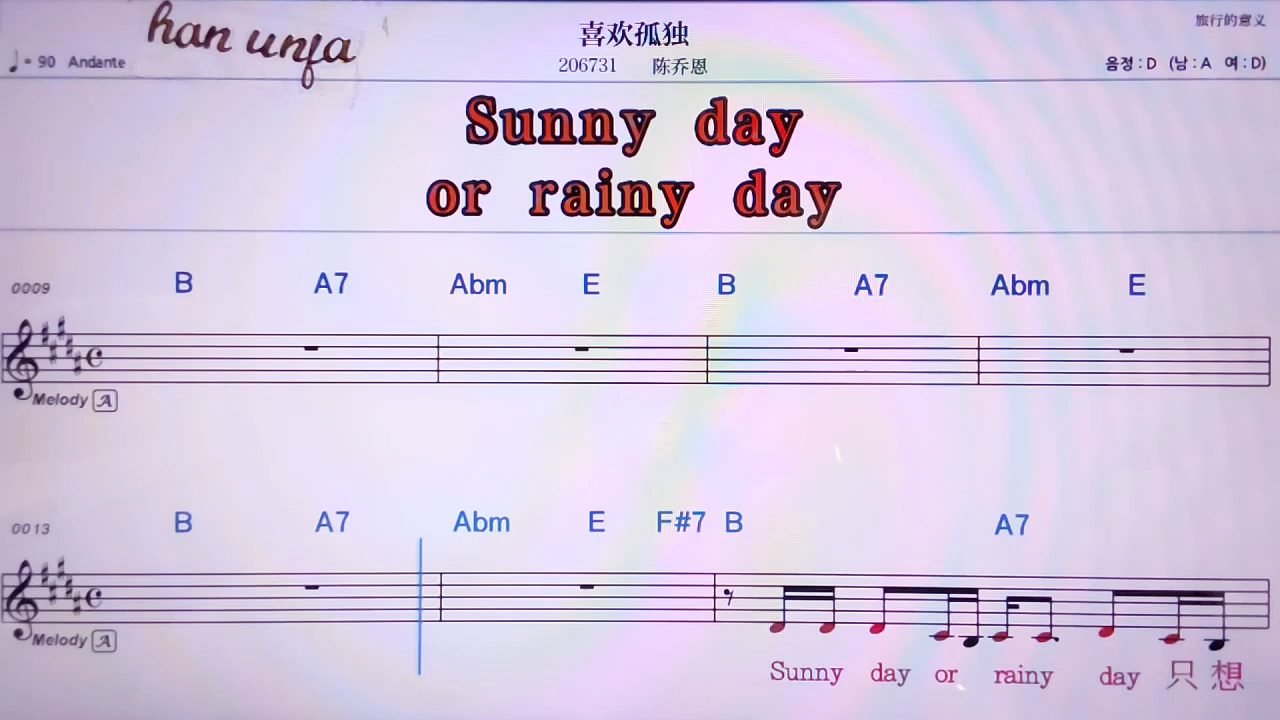 han unfa
喜欢孤独
旅行的意义
♩= 90 Andante
206731 陈乔恩
음정 : D (남 : A 여 : D)
Sunny day
or rainy day
0009 B A7 Abm E B A7 Abm E
Melody A
0013 B A7 Abm E F#7 B A7
Melody A
Sunny day or rainy day 只 想